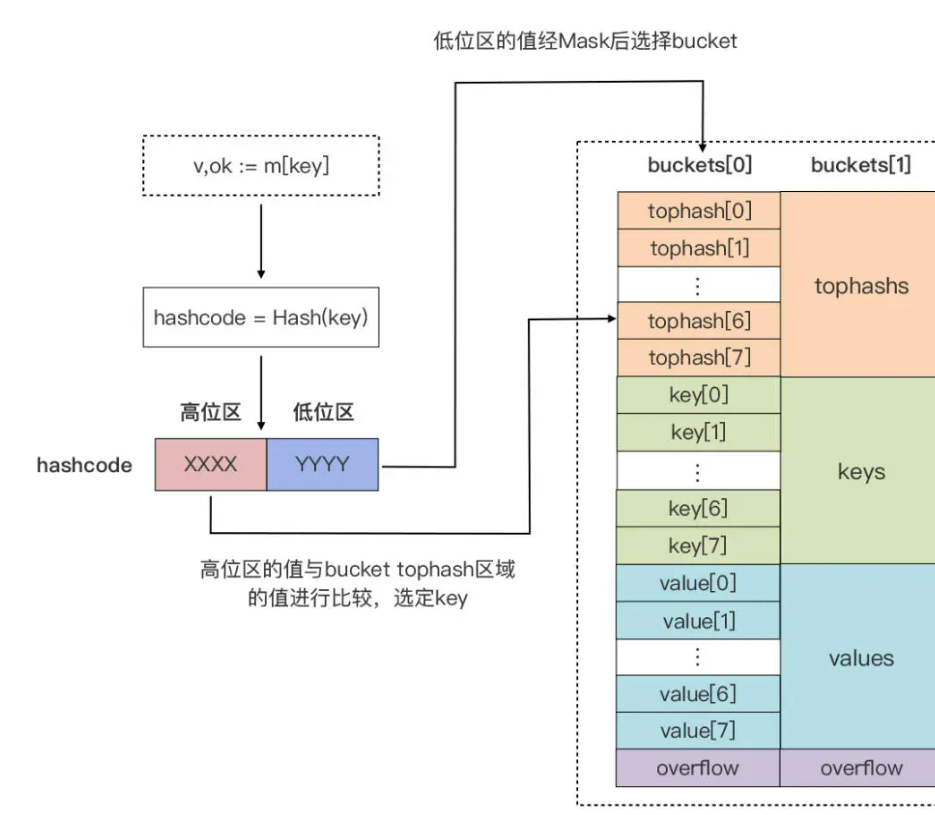 低位区的值经Mask后选择bucket
v,ok := m[key]
hashcode = Hash(key)
高位区 低位区
hashcode XXXX YYYY
高位区的值与bucket tophash区域
的值进行比较，选定key
buckets[0] buckets[1]
tophash[0]
tophash[1]
⋮
tophash[6]
tophash[7]
tophashs
key[0]
key[1]
⋮
key[6]
key[7]
keys
value[0]
value[1]
⋮
value[6]
value[7]
values
overflow overflow